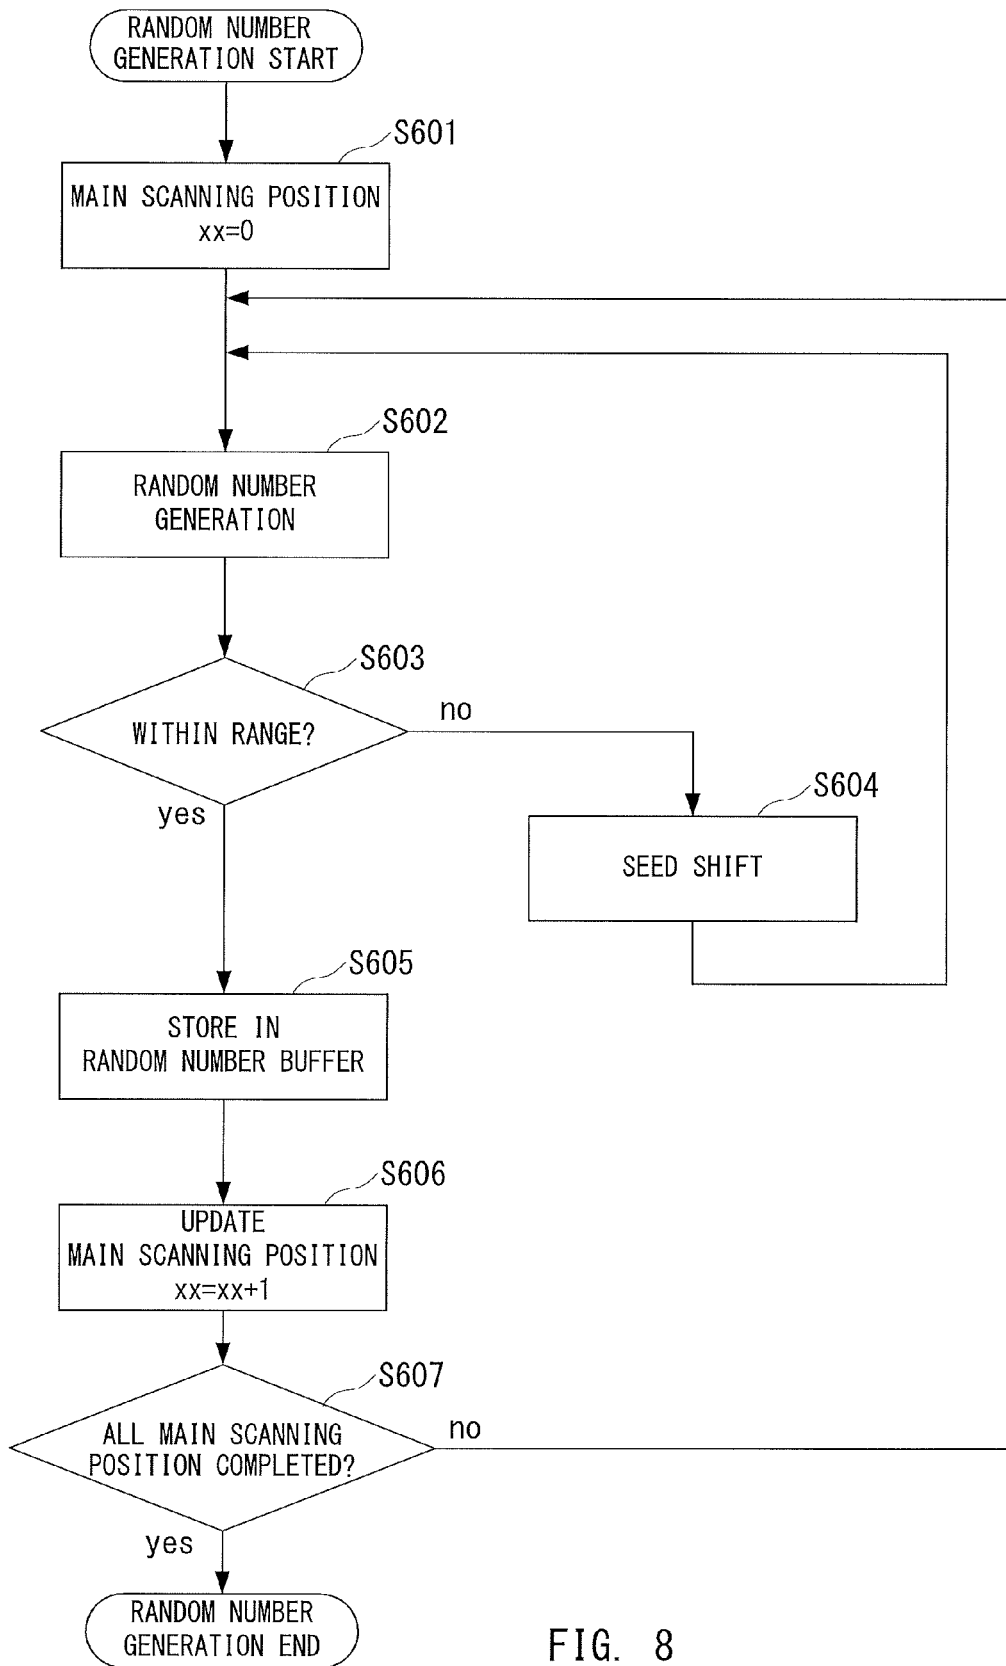 RANDOM NUMBER
GENERATION START
S601
MAIN SCANNING POSITION
xx=0
S602
RANDOM NUMBER
GENERATION
S603
WITHIN RANGE?
no
yes
S604
SEED SHIFT
S605
STORE IN
RANDOM NUMBER BUFFER
S606
UPDATE
MAIN SCANNING POSITION
xx=xx+1
S607
ALL MAIN SCANNING
POSITION COMPLETED?
no
yes
RANDOM NUMBER
GENERATION END
FIG. 8